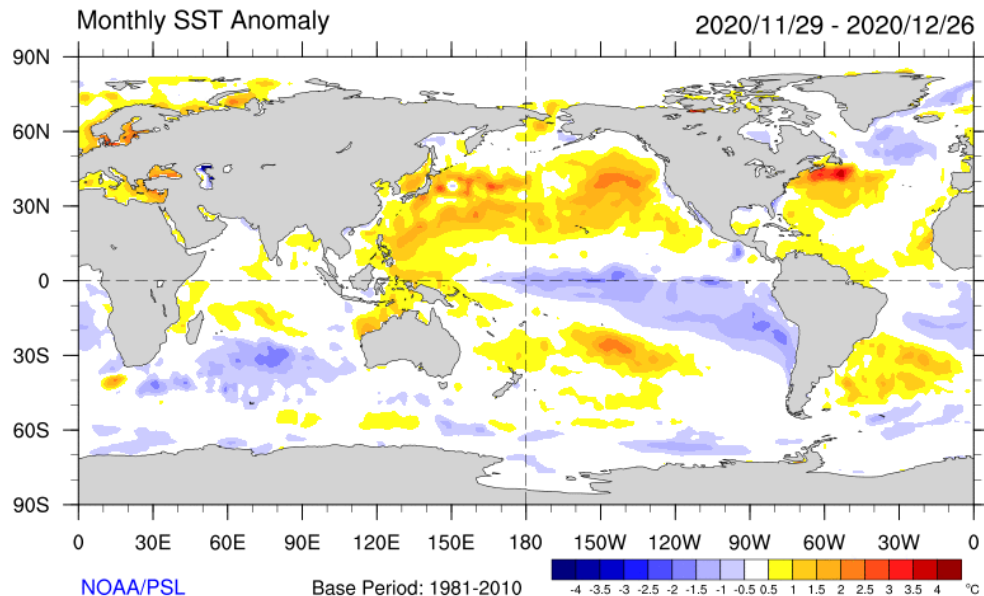 Monthly SST Anomaly 2020/11/29 - 2020/12/26
90N
60N
30N
0
30S
60S
90S
0 30E 60E 90E 120E 150E 180 150W 120W 90W 60W 30W 0
NOAA/PSL Base Period: 1981-2010
-4 -3.5 -3 -2.5 -2 -1.5 -1 -0.5 0.5 1 1.5 2 2.5 3 3.5 4 °C